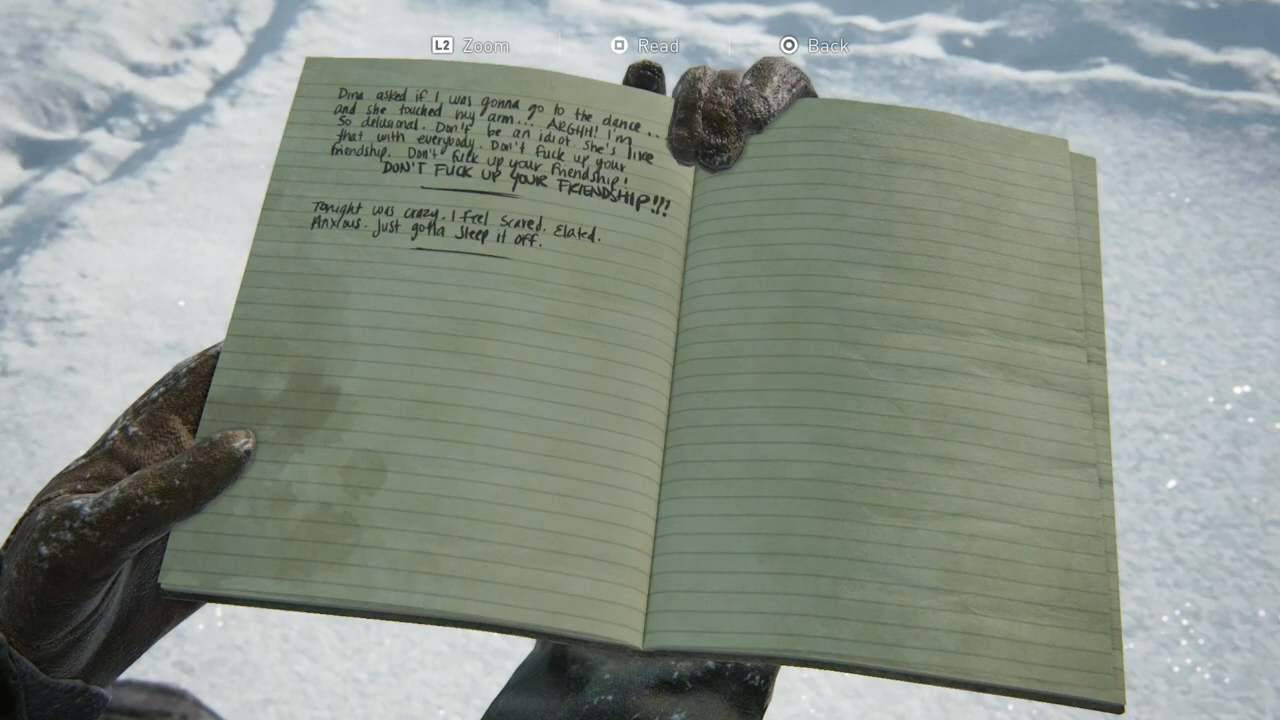 L2 Zoom Read Back
Dina asked if I was gonna go to the dance...
and she touched my arm... ARGHH! I'm
so delusional. Don't be an idiot. She's like
that with everybody. Don't fuck up your
friendship. Don't fuck up your friendship!
DON'T FUCK UP YOUR FRIENDSHIP!!!
Tonight was crazy. I feel scared. Elated.
Anxious. Just gotta sleep it off.